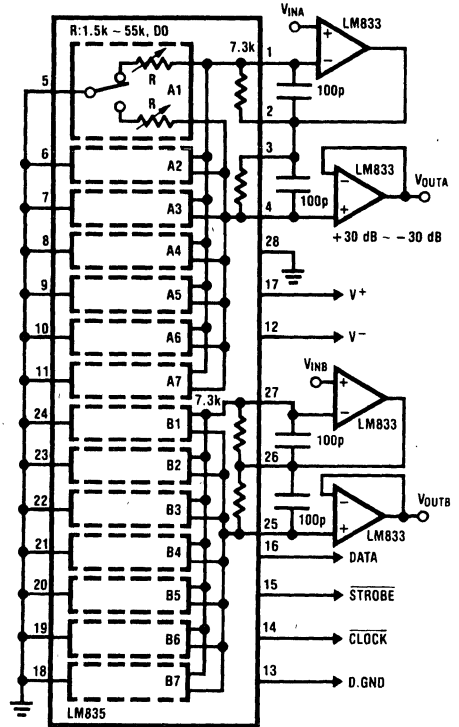 R:1.5k ~ 55k, D0
5
R
A1
R
7.3k
1
VINA
+
−
LM833
100p
2
3
100p
4
−
+
LM833
VOUTA
+30 dB ~ −30 dB
6
A2
7
A3
8
A4
28
9
A5
17
V+
10
A6
12
V−
11
A7
7.3k
24
B1
27
VINB
+
−
LM833
100p
23
B2
26
22
B3
25
100p
−
+
LM833
VOUTB
21
B4
16
DATA
20
B5
15
STROBE
19
B6
14
CLOCK
18
B7
13
D.GND
LM835